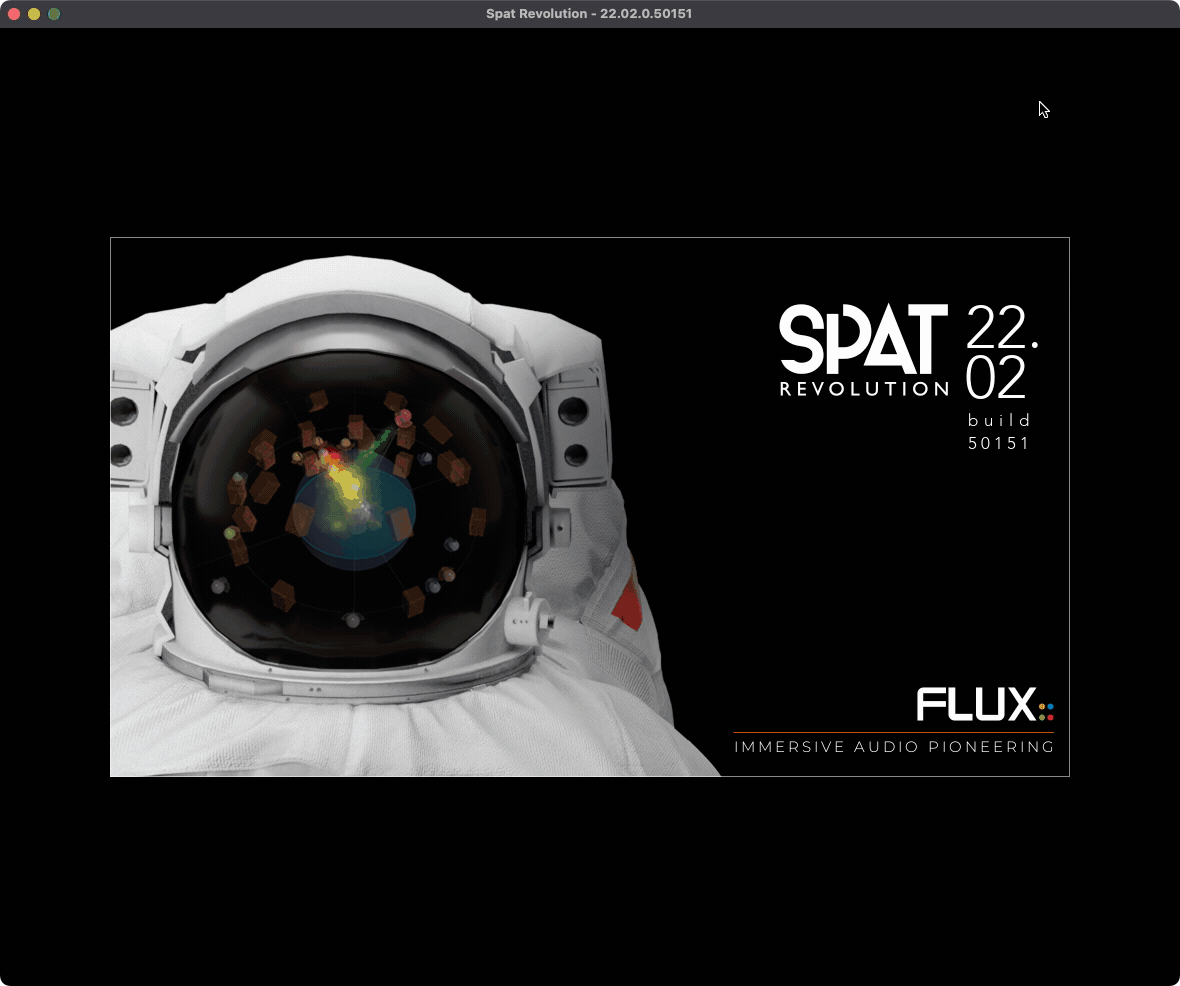 Spat Revolution - 22.02.0.50151
SPAT
REVOLUTION
22.
02
build
50151
FLUX::
IMMERSIVE AUDIO PIONEERING